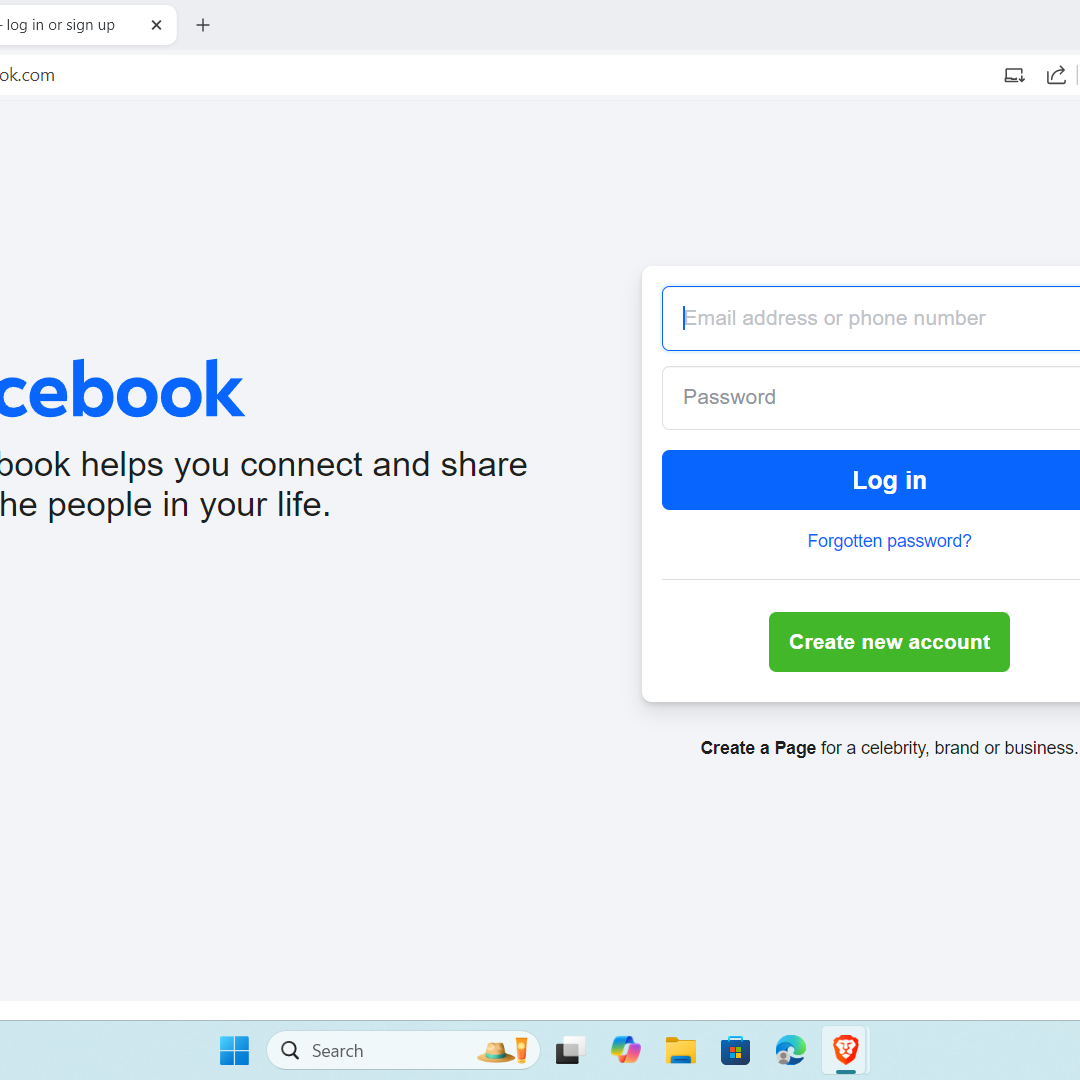 - log in or sign up
ok.com
Email address or phone number
cebook
Password
book helps you connect and share
he people in your life.
Log in
Forgotten password?
Create new account
Create a Page for a celebrity, brand or business.
Search